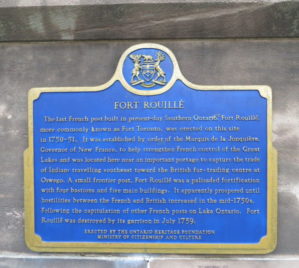 FORT ROUILLÉ
The last French post built in present-day Southern Ontario, Fort Rouillé,
more commonly known as Fort Toronto, was erected on this site
in 1750-51. It was established by order of the Marquis de la Jonquière,
Governor of New France, to help strengthen French control of the Great
Lakes and was located here near an important portage to capture the trade
of Indians travelling southeast toward the British fur-trading centre at
Oswego. A small frontier post, Fort Rouillé was a palisaded fortification
with four bastions and five main buildings. It apparently prospered until
hostilities between the French and British increased in the mid-1750s.
Following the capitulation of other French posts on Lake Ontario, Fort
Rouillé was destroyed by its garrison in July 1759.
ERECTED BY THE ONTARIO HERITAGE FOUNDATION
MINISTRY OF CITIZENSHIP AND CULTURE